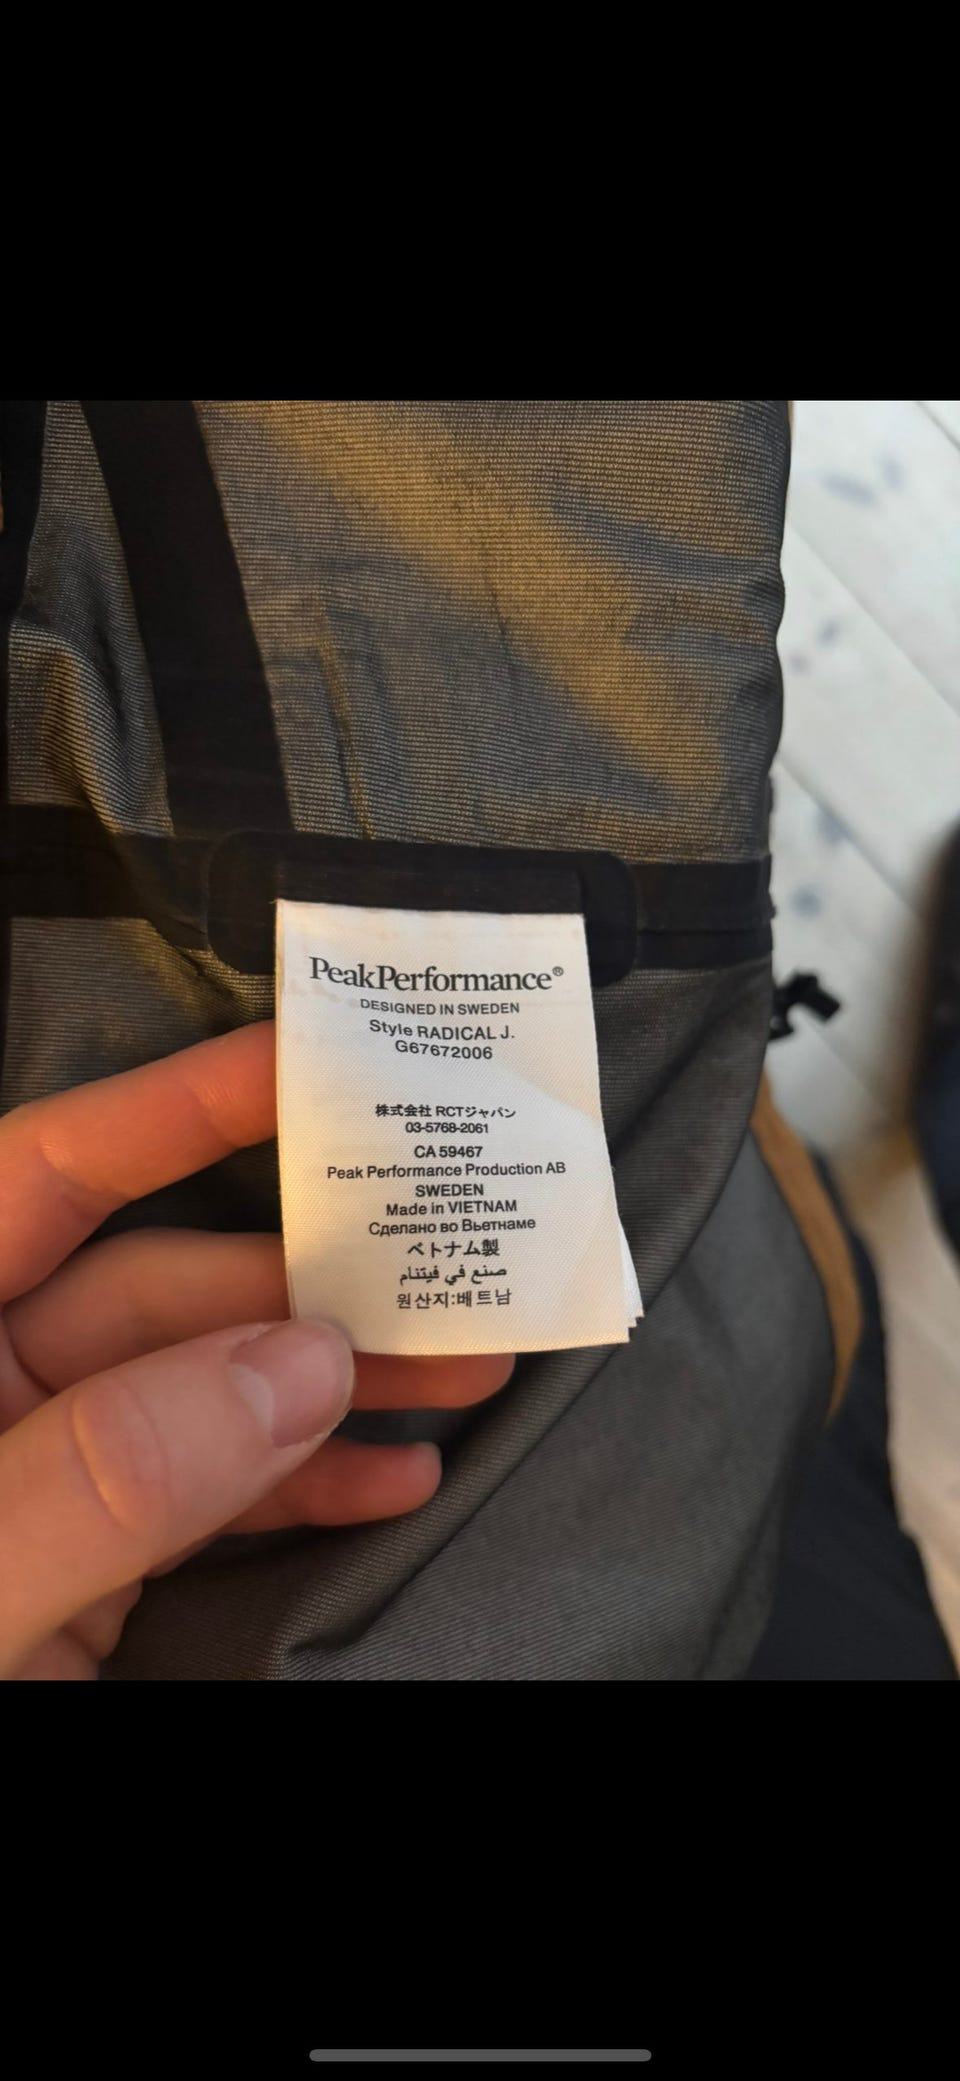 PeakPerformance®
DESIGNED IN SWEDEN
Style RADICAL J.
G67672006
株式会社 RCTジャパン
03-5768-2061
CA 59467
Peak Performance Production AB
SWEDEN
Made in VIETNAM
Сделано во Вьетнаме
ベトナム製
صنع في فيتنام
원산지:베트남